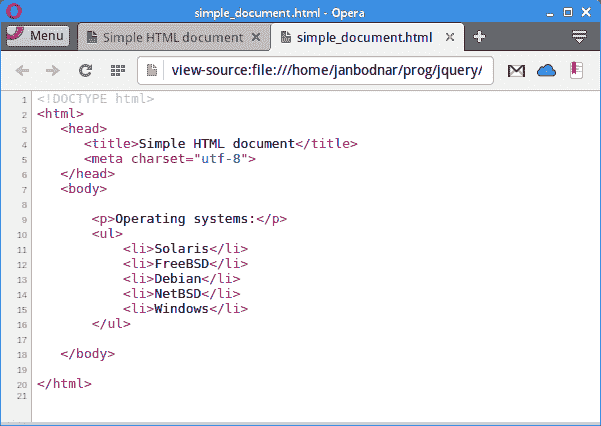 simple_document.html - Opera
Menu
Simple HTML document
simple_document.html
view-source:file:///home/janbodnar/prog/jquery/
1 <!DOCTYPE html>
2 <html>
3    <head>
4       <title>Simple HTML document</title>
5       <meta charset="utf-8">
6    </head>
7    <body>
8
9        <p>Operating systems:</p>
10        <ul>
11            <li>Solaris</li>
12            <li>FreeBSD</li>
13            <li>Debian</li>
14            <li>NetBSD</li>
15            <li>Windows</li>
16        </ul>
17
18    </body>
19
20 </html>
21